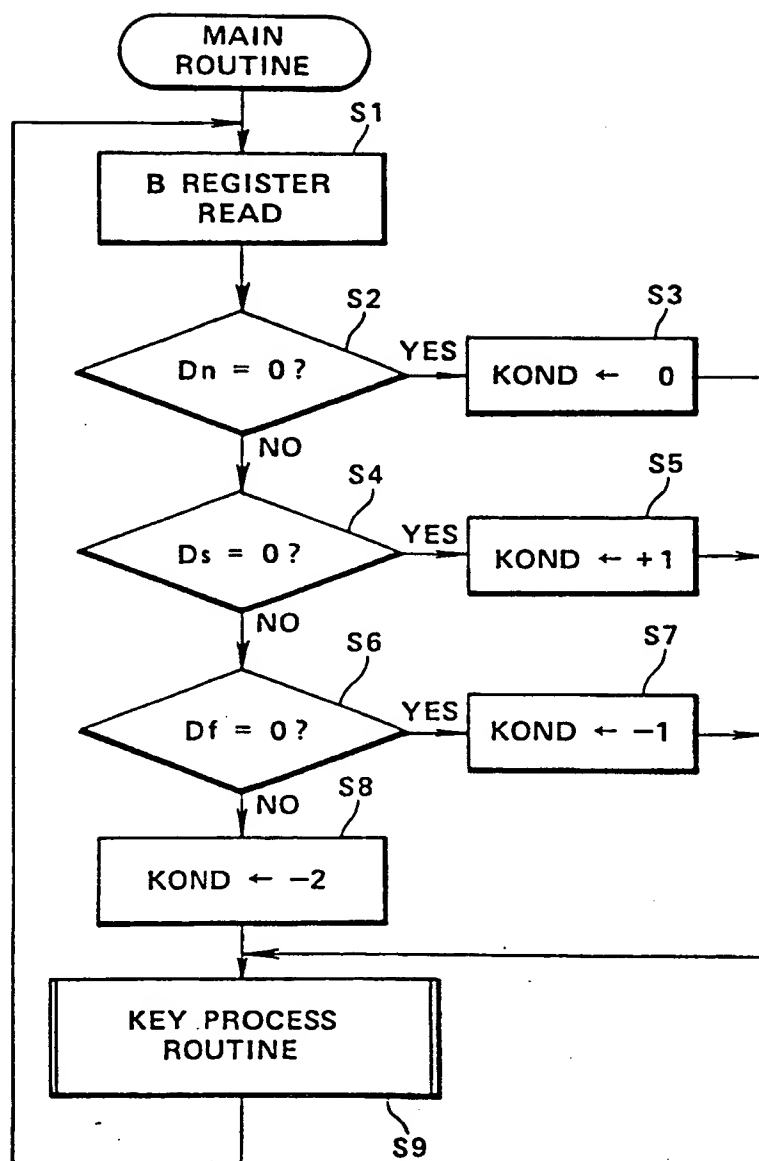 MAIN
ROUTINE
S1
B REGISTER
READ
S2
Dn = 0?
YES
S3
KOND ← 0
NO
S4
Ds = 0?
YES
S5
KOND ← +1
NO
S6
Df = 0?
YES
S7
KOND ← −1
NO
S8
KOND ← −2
KEY PROCESS
ROUTINE
S9